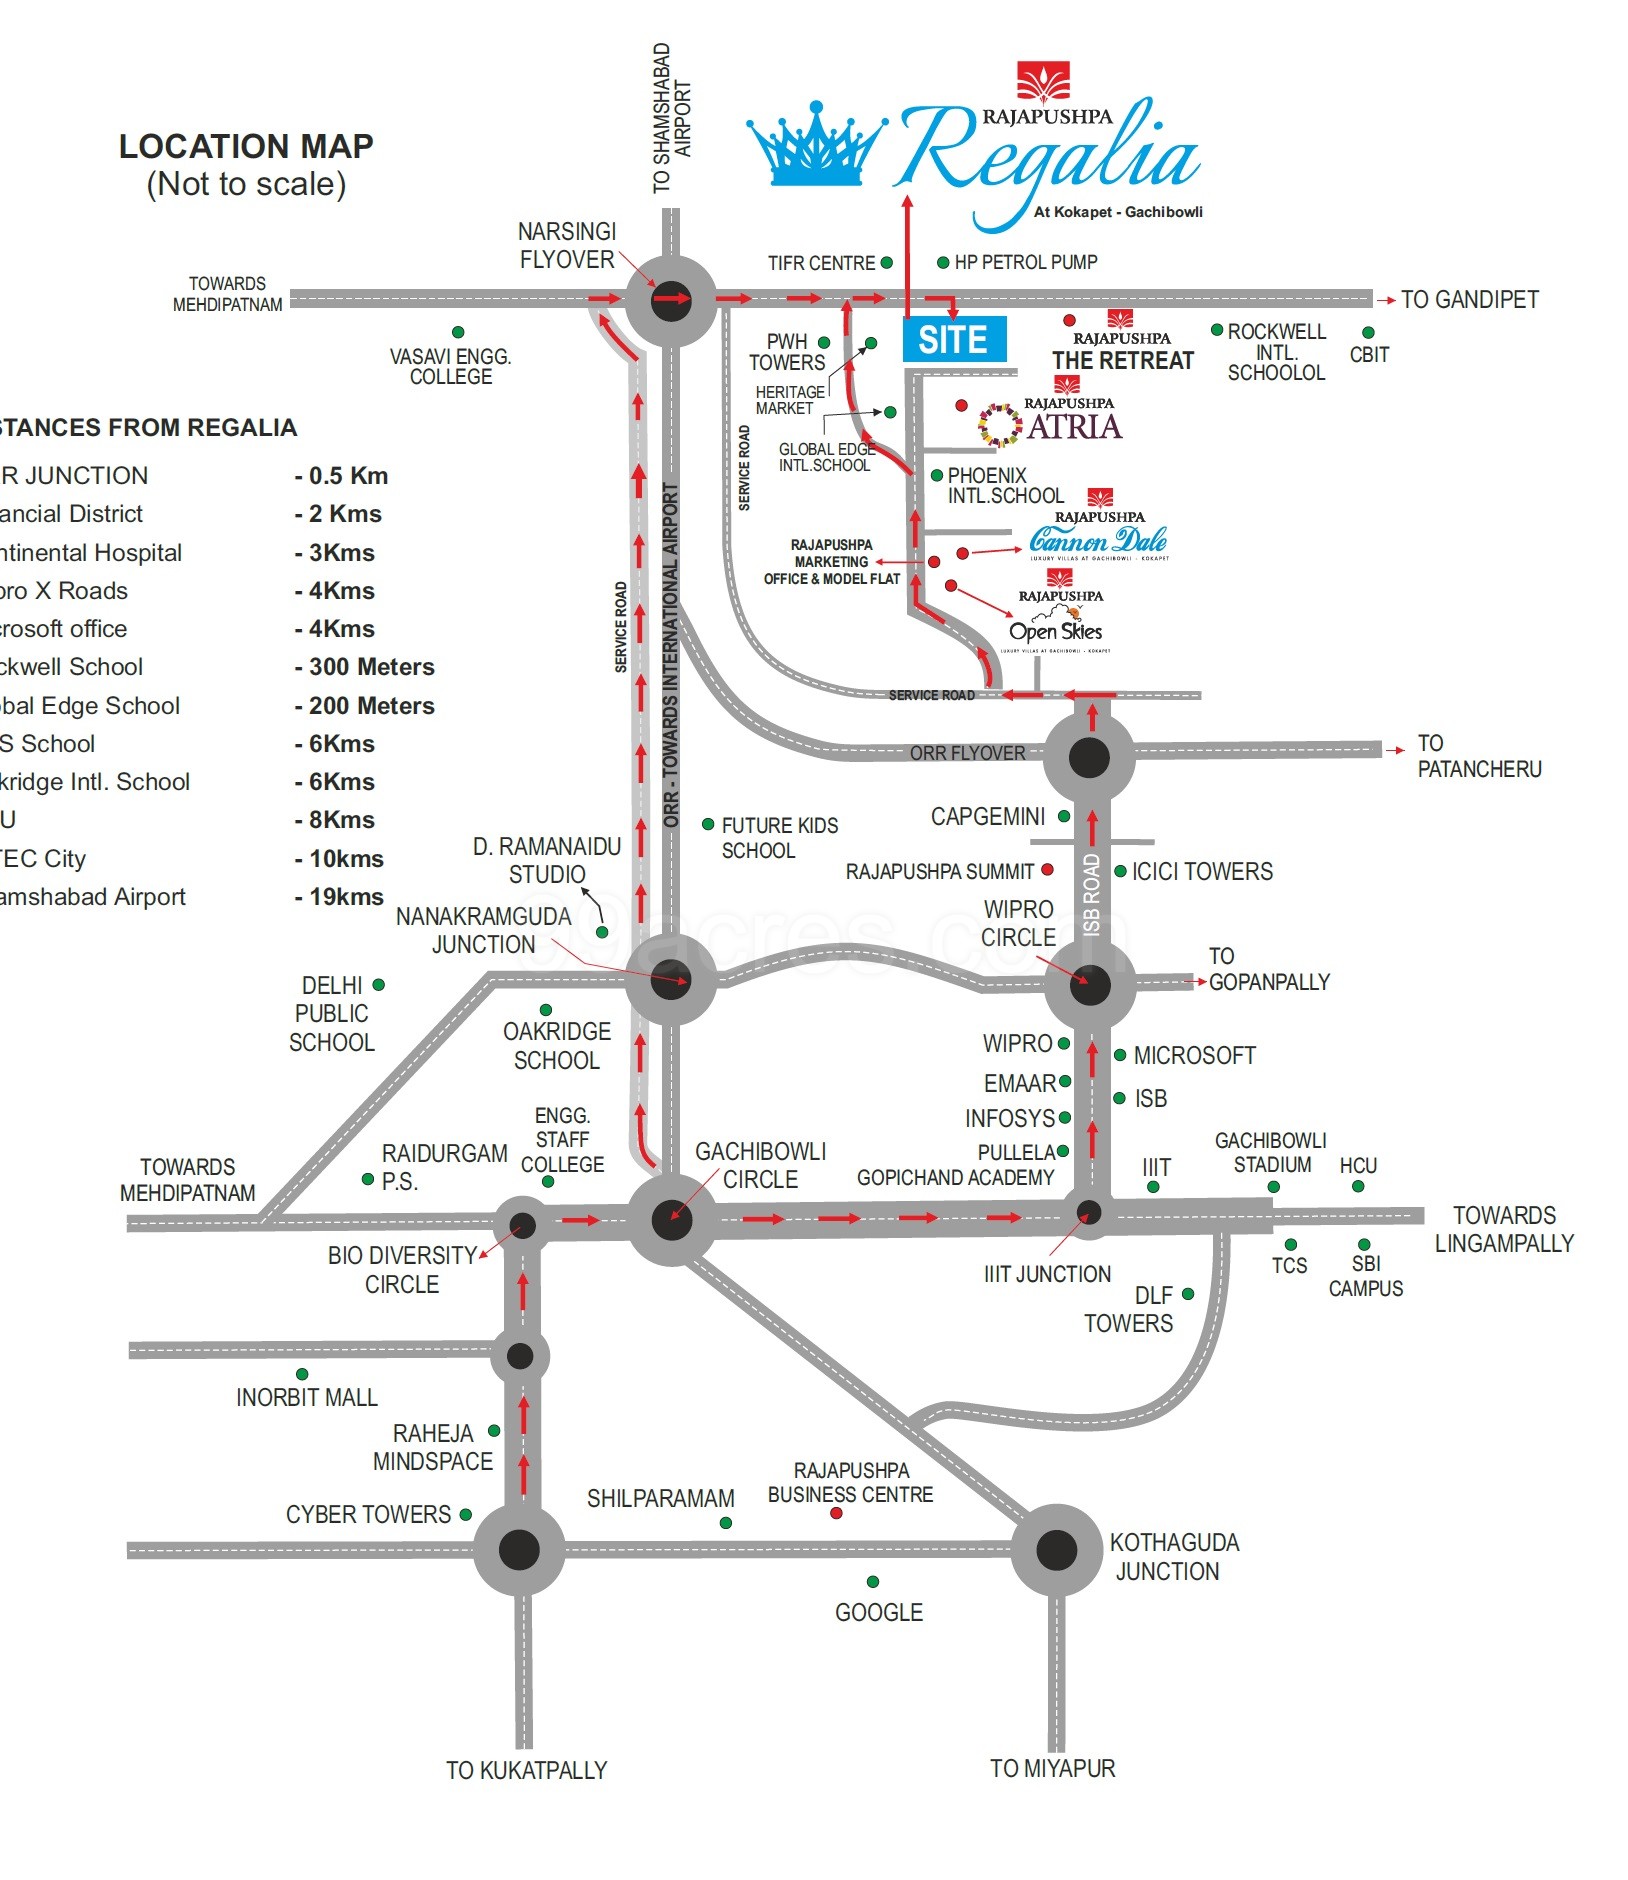 TO SHAMSHABAD
AIRPORT
RAJAPUSHPA
Regalia
At Kokapet - Gachibowli
LOCATION MAP
(Not to scale)
NARSINGI
FLYOVER
TIFR CENTRE
HP PETROL PUMP
TOWARDS
MEHDIPATNAM
TO GANDIPET
VASAVI ENGG.
COLLEGE
PWH
TOWERS
HERITAGE
MARKET
GLOBAL EDGE
INTL.SCHOOL
SITE
RAJAPUSHPA
THE RETREAT
ROCKWELL
INTL.
SCHOOLOL
CBIT
RAJAPUSHPA
ATRIA
PHOENIX
INTL.SCHOOL
RAJAPUSHPA
Cannon Dale
LUXURY VILLAS AT GACHIBOWLI - KOKAPET
RAJAPUSHPA
MARKETING
OFFICE & MODEL FLAT
RAJAPUSHPA
Open Skies
LUXURY VILLAS AT GACHIBOWLI - KOKAPET
STANCES FROM REGALIA
R JUNCTION - 0.5 Km
ancial District - 2 Kms
ntinental Hospital - 3Kms
oro X Roads - 4Kms
crosoft office - 4Kms
ckwell School - 300 Meters
bal Edge School - 200 Meters
S School - 6Kms
kridge Intl. School - 6Kms
U - 8Kms
TEC City - 10kms
amshabad Airport - 19kms
SERVICE ROAD
SERVICE ROAD
ORR - TOWARDS INTERNATIONAL AIRPORT
SERVICE ROAD
ORR FLYOVER
TO
PATANCHERU
CAPGEMINI
FUTURE KIDS
SCHOOL
D. RAMANAIDU
STUDIO
RAJAPUSHPA SUMMIT
ICICI TOWERS
ISB ROAD
NANAKRAMGUDA
JUNCTION
99acres.com
WIPRO
CIRCLE
TO
GOPANPALLY
DELHI
PUBLIC
SCHOOL
OAKRIDGE
SCHOOL
WIPRO
MICROSOFT
EMAAR
ISB
INFOSYS
PULLELA
GOPICHAND ACADEMY
ENGG.
STAFF
COLLEGE
RAIDURGAM
P.S.
GACHIBOWLI
CIRCLE
IIIT
GACHIBOWLI
STADIUM
HCU
TOWARDS
MEHDIPATNAM
TOWARDS
LINGAMPALLY
BIO DIVERSITY
CIRCLE
IIIT JUNCTION
TCS
SBI
CAMPUS
DLF
TOWERS
INORBIT MALL
RAHEJA
MINDSPACE
RAJAPUSHPA
BUSINESS CENTRE
SHILPARAMAM
CYBER TOWERS
KOTHAGUDA
JUNCTION
GOOGLE
TO KUKATPALLY
TO MIYAPUR